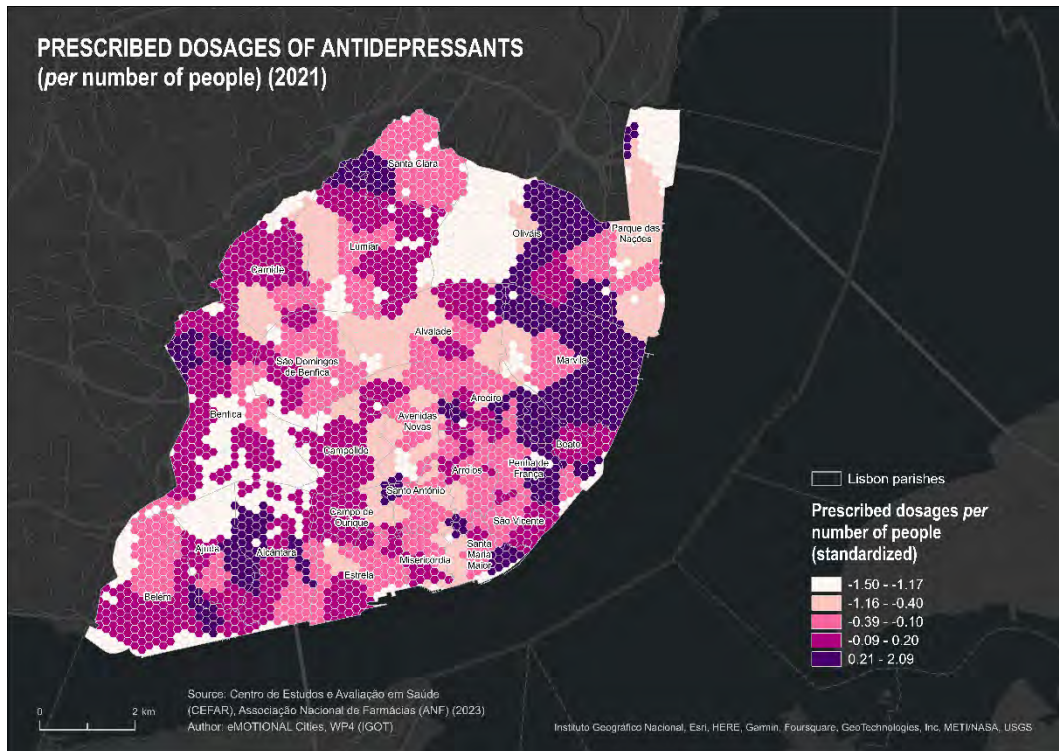 PRESCRIBED DOSAGES OF ANTIDEPRESSANTS
(per number of people) (2021)
Santa Clara
Olivais
Parque das
Nações
Lumiar
Carnide
Alvalade
Marvila
São Domingos
de Benfica
Areeiro
Benfica
Avenidas
Novas
Beato
Campolide
Arroios
Penha de
França
Santo António
Campo de
Ourique
São Vicente
Ajuda
Alcântara
Misericórdia
Santa
Maria
Maior
Estrela
Belém
Lisbon parishes
Prescribed dosages per
number of people
(standardized)
-1.50 - -1.17
-1.16 - -0.40
-0.39 - -0.10
-0.09 - 0.20
0.21 - 2.09
0
2 km
Source: Centro de Estudos e Avaliação em Saúde
(CEFAR), Associação Nacional de Farmácias (ANF) (2023)
Author: eMOTIONAL Cities, WP4 (IGOT)
Instituto Geográfico Nacional, Esri, HERE, Garmin, Foursquare, GeoTechnologies, Inc, METI/NASA, USGS